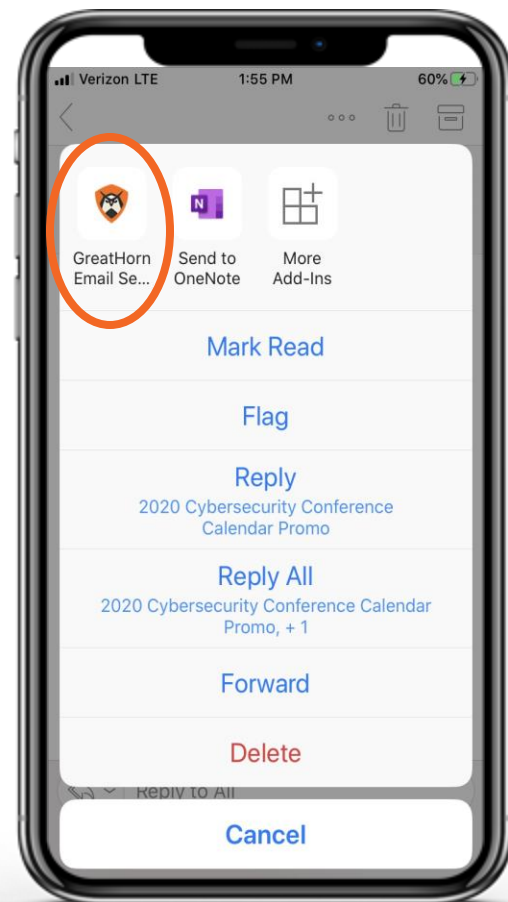 Verizon LTE 1:55 PM 60%
N
GreatHorn Send to More
Email Se... OneNote Add-Ins
Mark Read
Flag
Reply
2020 Cybersecurity Conference
Calendar Promo
Reply All
2020 Cybersecurity Conference Calendar
Promo, + 1
Forward
Delete
Reply to All
Cancel